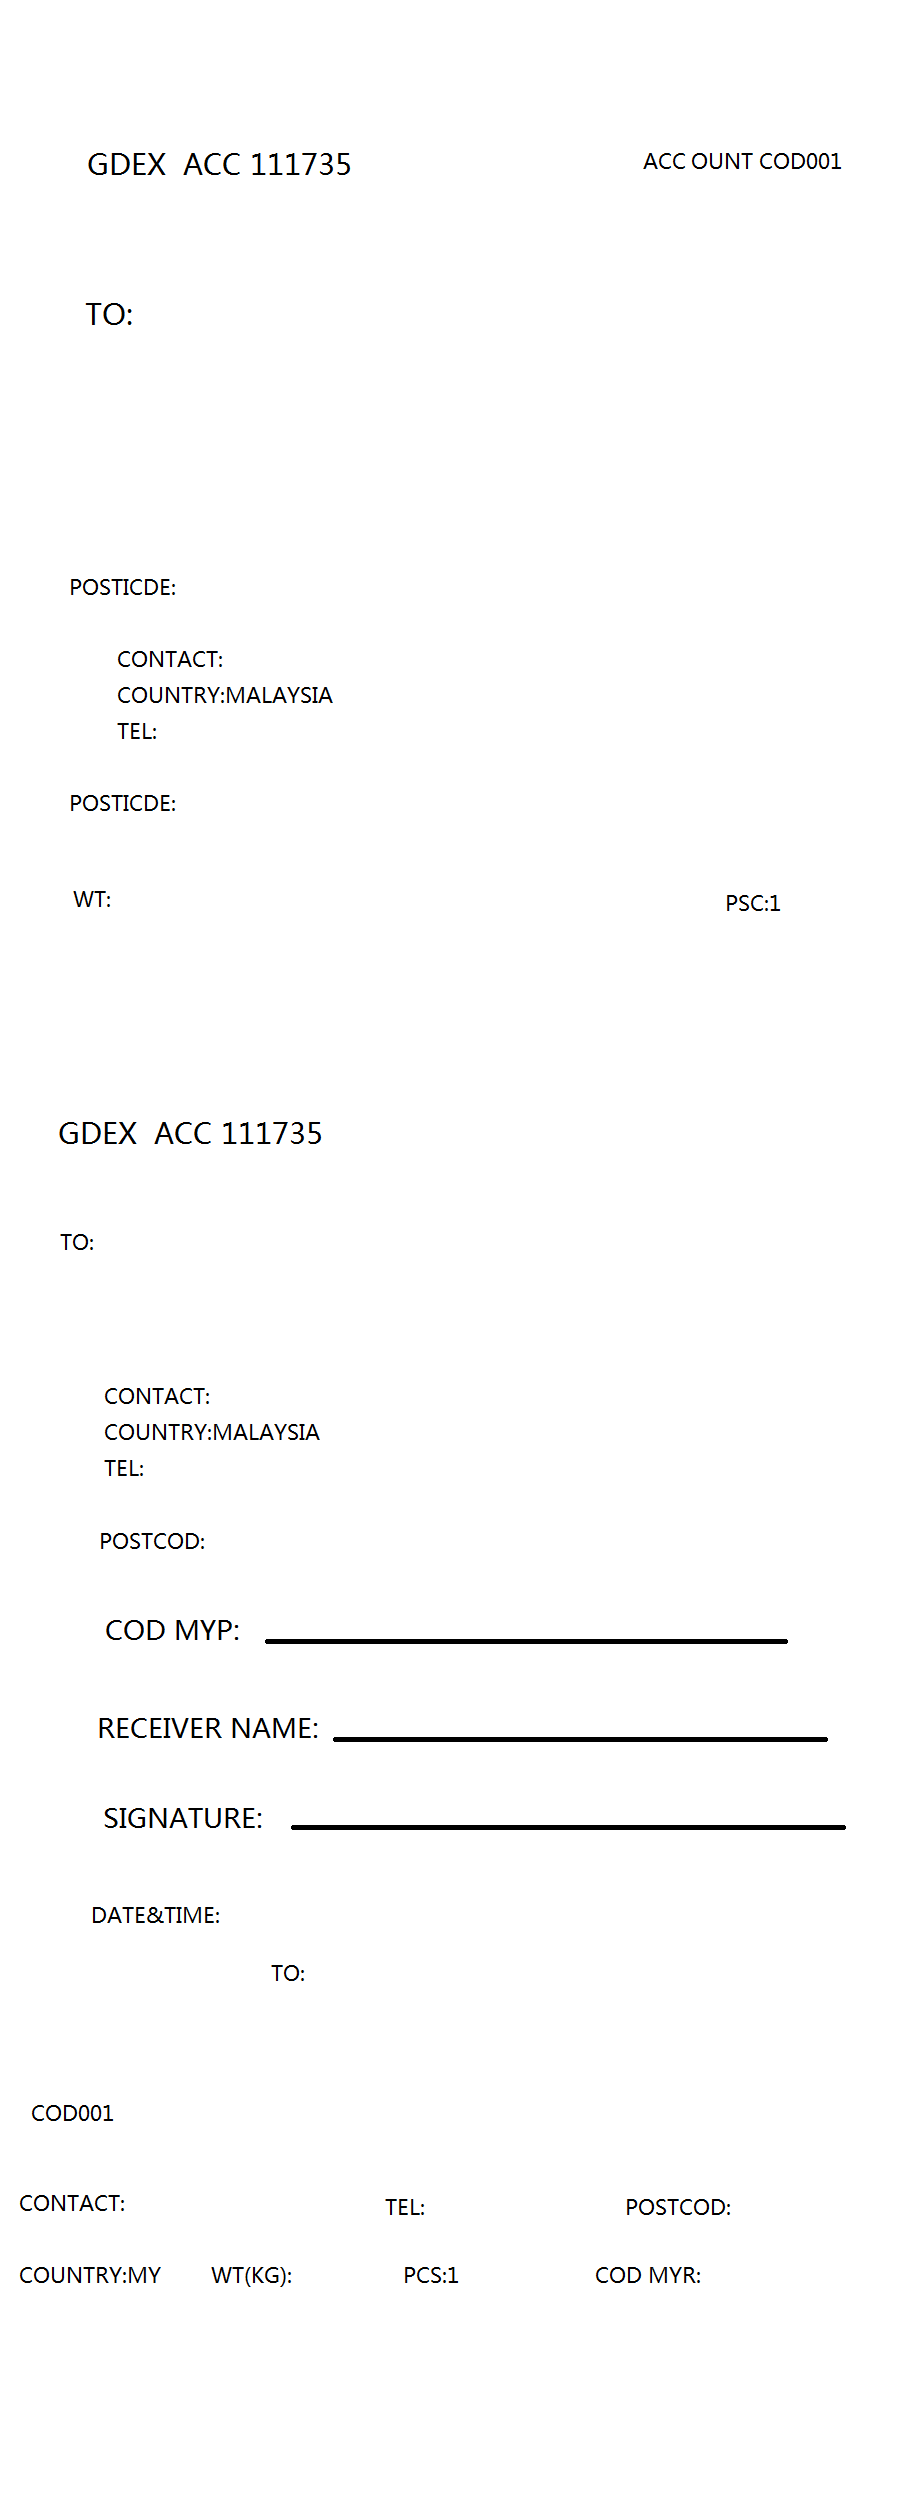 GDEX  ACC 111735
ACC OUNT COD001
TO:
POSTICDE:
CONTACT:
COUNTRY:MALAYSIA
TEL:
POSTICDE:
WT:
PSC:1
GDEX  ACC 111735
TO:
CONTACT:
COUNTRY:MALAYSIA
TEL:
POSTCOD:
COD MYP:
RECEIVER NAME:
SIGNATURE:
DATE&TIME:
TO:
COD001
CONTACT:
TEL:
POSTCOD:
COUNTRY:MY
WT(KG):
PCS:1
COD MYR: